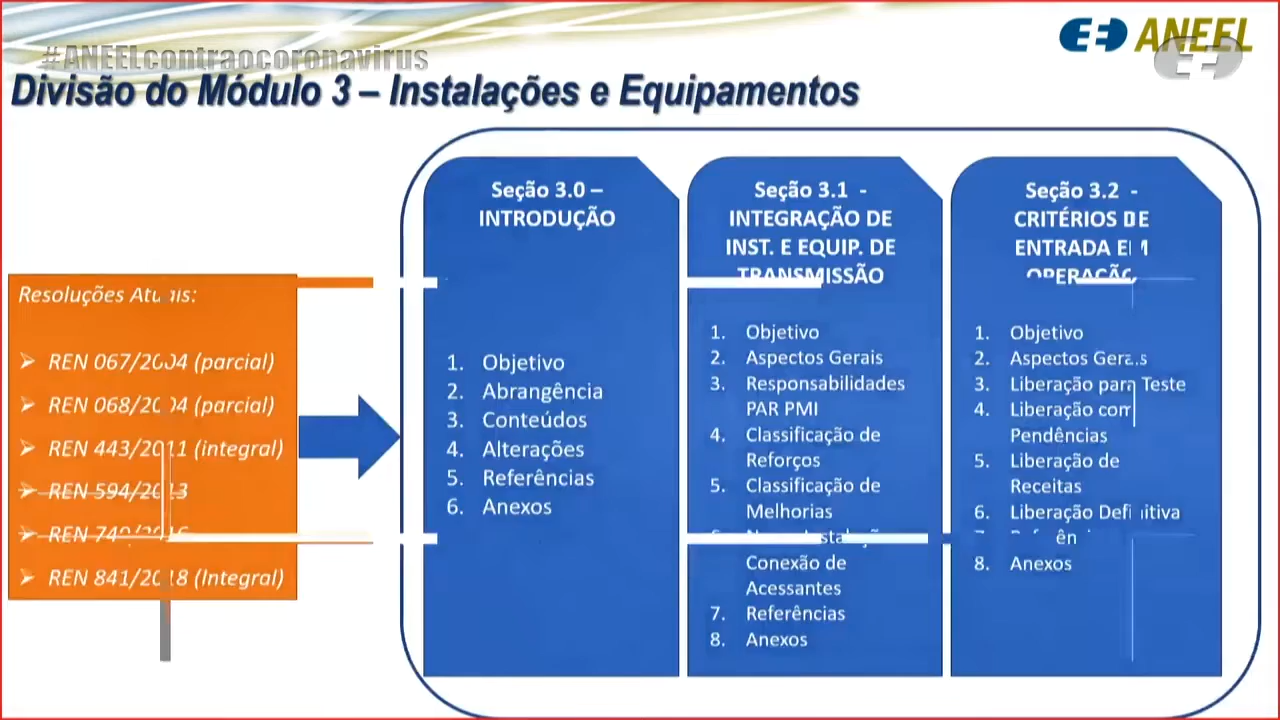 #ANEELcontraocoronavirus
ANEEL
Divisão do Módulo 3 – Instalações e Equipamentos
Resoluções Atuais:
REN 067/2004 (parcial)
REN 068/2004 (parcial)
REN 443/2011 (integral)
REN 594/2013
REN
REN 841/2018 (Integral)
Seção 3.0 –
INTRODUÇÃO
1. Objetivo
2. Abrangência
3. Conteúdos
4. Alterações
5. Referências
6. Anexos
Seção 3.1 -
INTEGRAÇÃO DE
INST. E EQUIP. DE
TRANSMISSÃO
1. Objetivo
2. Aspectos Gerais
3. Responsabilidades
PAR PMI
4. Classificação de
Reforços
5. Classificação de
Melhorias
Conexão de
Acessantes
7. Referências
8. Anexos
Seção 3.2 -
CRITÉRIOS DE
ENTRADA EM
OPERAÇÃO
1. Objetivo
2. Aspectos Gerais
3. Liberação para Teste
4. Liberação com
Pendências
5. Liberação de
Receitas
6. Liberação Definitiva
8. Anexos